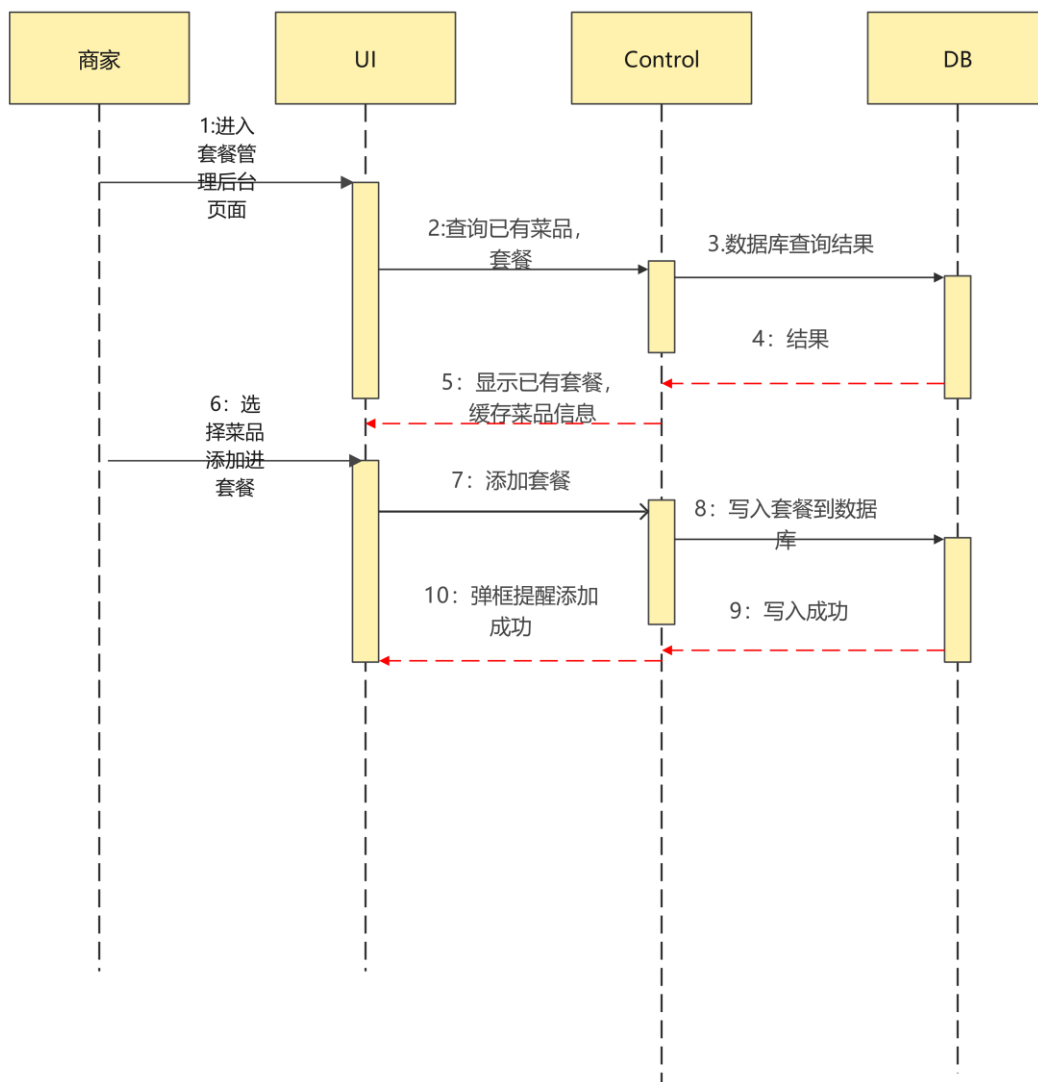 商家
UI
Control
DB
1:进入
套餐管
理后台
页面
2:查询已有菜品，
套餐
3.数据库查询结果
4：结果
5：显示已有套餐，
缓存菜品信息
6：选
择菜品
添加进
套餐
7：添加套餐
8：写入套餐到数据
库
9：写入成功
10：弹框提醒添加
成功